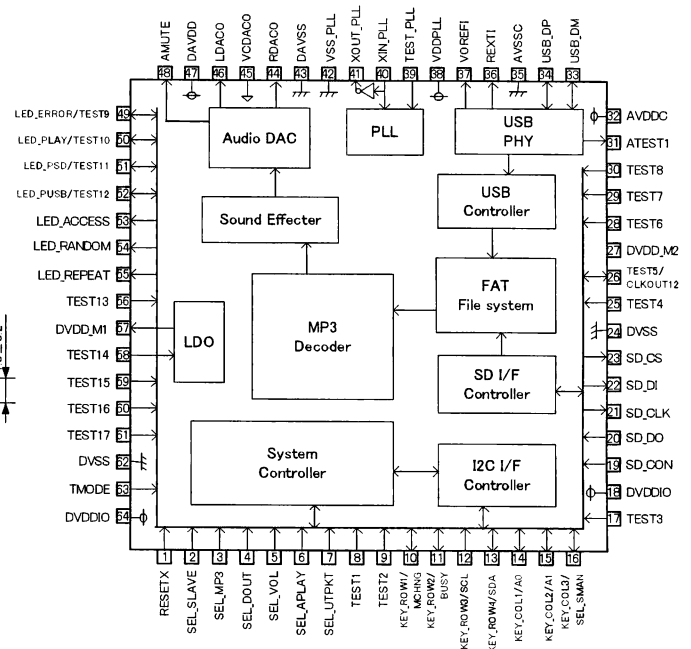 AMUTE
DAVDD
LDACO
VCDACO
RDACO
DAVSS
VSS_PLL
XOUT_PLL
XIN_PLL
TEST_PLL
VDDPLL
VOREFI
REXTI
AVSSC
USB_DP
USB_DM
48 47 46 45 44 43 42 41 40 39 38 37 36 35 34 33
LED_ERROR/TEST9 49
LED_PLAY/TEST10 50
LED_PSD/TEST11 51
LED_PUSB/TEST12 52
LED_ACCESS 53
LED_RANDOM 54
LED_REPEAT 55
TEST13 56
DVDD_M1 57
TEST14 58
TEST15 59
TEST16 60
TEST17 61
DVSS 62
TMODE 63
DVDDIO 64
Audio DAC
PLL
USB
PHY
Sound Effecter
USB
Controller
LDO
MP3
Decoder
FAT
File system
SD I/F
Controller
System
Controller
I2C I/F
Controller
32 AVDDC
31 ATEST1
30 TEST8
29 TEST7
28 TEST6
27 DVDD_M2
26 TEST5/
CLKOUT12
25 TEST4
24 DVSS
23 SD_CS
22 SD_DI
21 SD_CLK
20 SD_DO
19 SD_CON
18 DVDDIO
17 TEST3
1 2 3 4 5 6 7 8 9 10 11 12 13 14 15 16
RESETX
SEL_SLAVE
SEL_MP3
SEL_DOUT
SEL_VOL
SEL_APLAY
SEL_UTPKT
TEST1
TEST2
KEY_ROW1/
MCHNG
KEY_ROW2/
BUSY
KEY_ROW3/SCL
KEY_ROW4/SDA
KEY_COL1/A0
KEY_COL2/A1
KEY_COL3/
SEL_SMAN